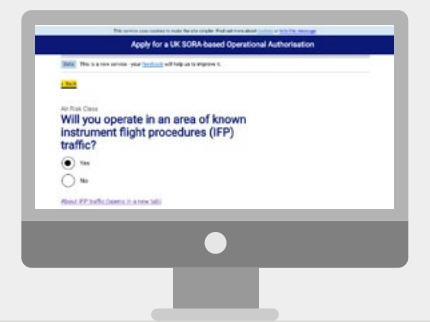 This service uses cookies to make the site simpler. Find out more about cookies or hide this message
Apply for a UK SORA-based Operational Authorisation
Beta This is a new service - your feedback will help us to improve it.
Back
Air Risk Class
Will you operate in an area of known
instrument flight procedures (IFP)
traffic?
Yes
No
About IFP traffic (opens in a new tab)